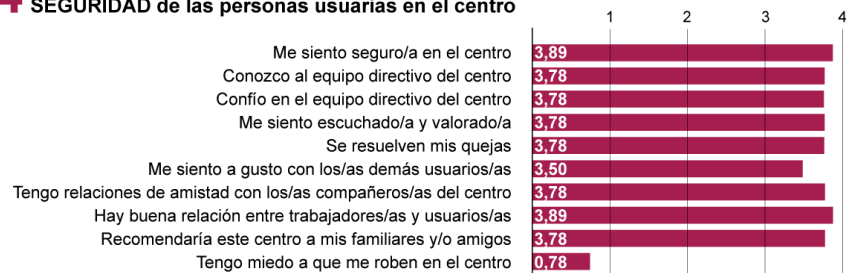 SEGURIDAD de las personas usuarias en el centro
1 2 3 4
Me siento seguro/a en el centro 3,89
Conozco al equipo directivo del centro 3,78
Confío en el equipo directivo del centro 3,78
Me siento escuchado/a y valorado/a 3,78
Se resuelven mis quejas 3,78
Me siento a gusto con los/as demás usuarios/as 3,50
Tengo relaciones de amistad con los/as compañeros/as del centro 3,78
Hay buena relación entre trabajadores/as y usuarios/as 3,89
Recomendaría este centro a mis familiares y/o amigos 3,78
Tengo miedo a que me roben en el centro 0,78